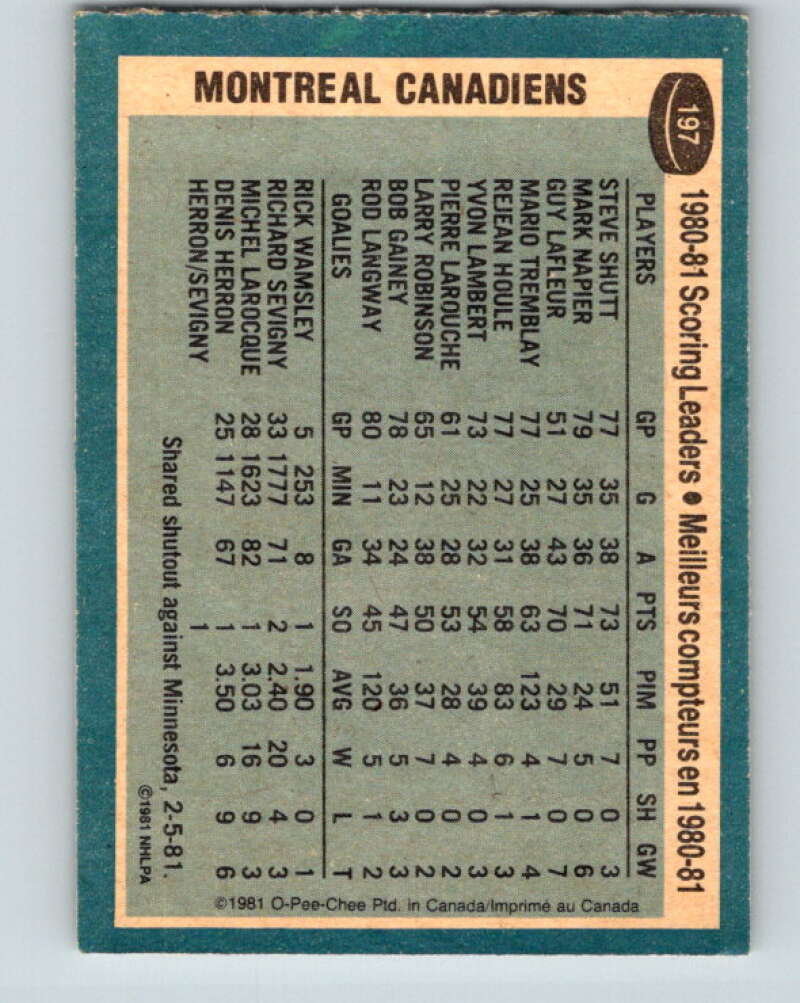 MONTREAL CANADIENS
197
1980-81 Scoring Leaders • Meilleurs compteurs en 1980-81
PLAYERS GP G A PTS PIM PP SH GW
STEVE SHUTT 77 35 38 73 51 7 0 3
MARK NAPIER 79 35 36 71 24 5 0 6
GUY LAFLEUR 51 27 43 70 29 7 0 7
MARIO TREMBLAY 77 25 38 63 123 4 1 4
REJEAN HOULE 77 27 31 58 83 6 1 3
YVON LAMBERT 73 22 32 54 39 4 0 3
PIERRE LAROUCHE 61 25 28 53 28 4 0 2
LARRY ROBINSON 65 12 38 50 37 7 0 2
BOB GAINEY 78 23 24 47 36 5 3 3
ROD LANGWAY 80 11 34 45 120 5 1 2
GOALIES GP MIN GA SO AVG W L T
RICK WAMSLEY 5 253 8 1 1.90 3 0 1
RICHARD SEVIGNY 33 1777 71 2 2.40 20 4 3
MICHEL LAROCQUE 28 1623 82 1 3.03 16 9 3
DENIS HERRON 25 1147 67 1 3.50 6 9 6
HERRON/SEVIGNY 1
Shared shutout against Minnesota, 2-5-81.
©1981 NHLPA
©1981 O-Pee-Chee Ptd. in Canada/Imprimé au Canada